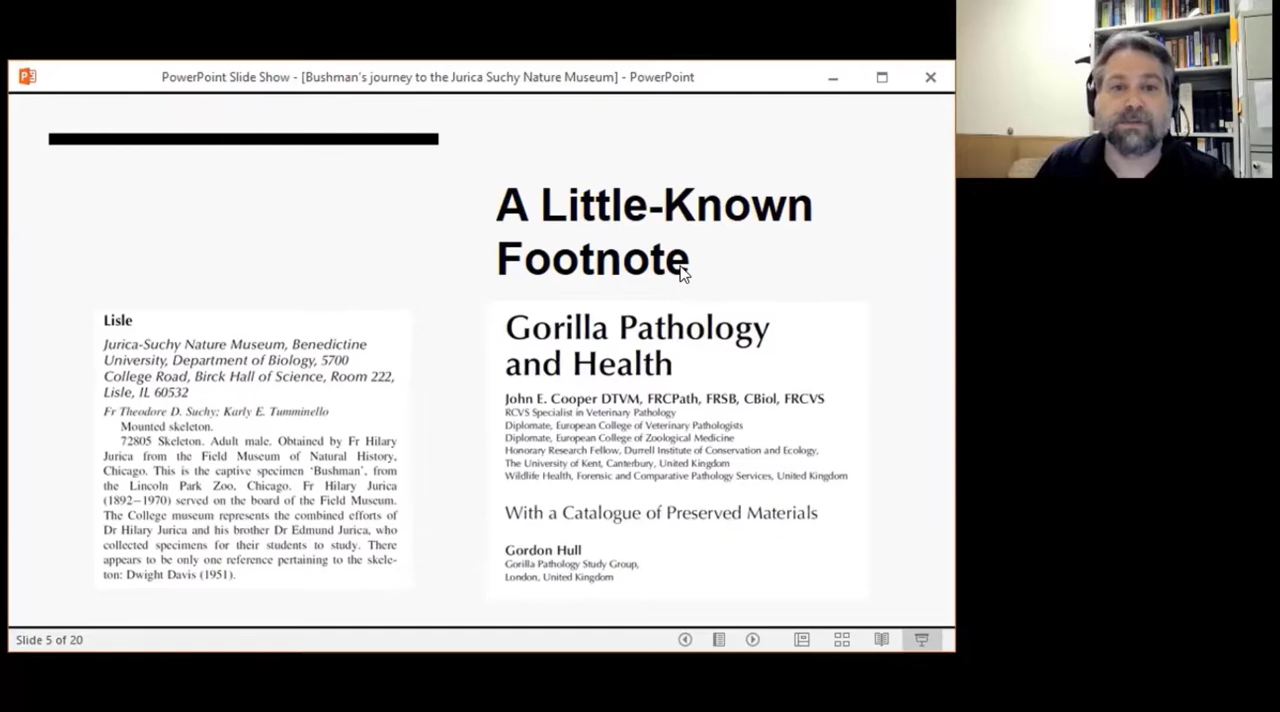 PowerPoint Slide Show - [Bushman's journey to the Jurica Suchy Nature Museum] - PowerPoint
A Little-Known
Footnote
Lisle
Jurica-Suchy Nature Museum, Benedictine
University, Department of Biology, 5700
College Road, Birck Hall of Science, Room 222,
Lisle, IL 60532
Fr Theodore D. Suchy; Karly E. Tumminello
Mounted skeleton.
72805 Skeleton. Adult male. Obtained by Fr Hilary
Jurica from the Field Museum of Natural History,
Chicago. This is the captive specimen 'Bushman', from
the Lincoln Park Zoo, Chicago. Fr Hilary Jurica
(1892–1970) served on the board of the Field Museum.
The College museum represents the combined efforts of
Dr Hilary Jurica and his brother Dr Edmund Jurica, who
collected specimens for their students to study. There
appears to be only one reference pertaining to the skele-
ton: Dwight Davis (1951).
Gorilla Pathology
and Health
John E. Cooper DTVM, FRCPath, FRSB, CBiol, FRCVS
RCVS Specialist in Veterinary Pathology
Diplomate, European College of Veterinary Pathologists
Diplomate, European College of Zoological Medicine
Honorary Research Fellow, Durrell Institute of Conservation and Ecology,
The University of Kent, Canterbury, United Kingdom
Wildlife Health, Forensic and Comparative Pathology Services, United Kingdom
With a Catalogue of Preserved Materials
Gordon Hull
Gorilla Pathology Study Group,
London, United Kingdom
Slide 5 of 20